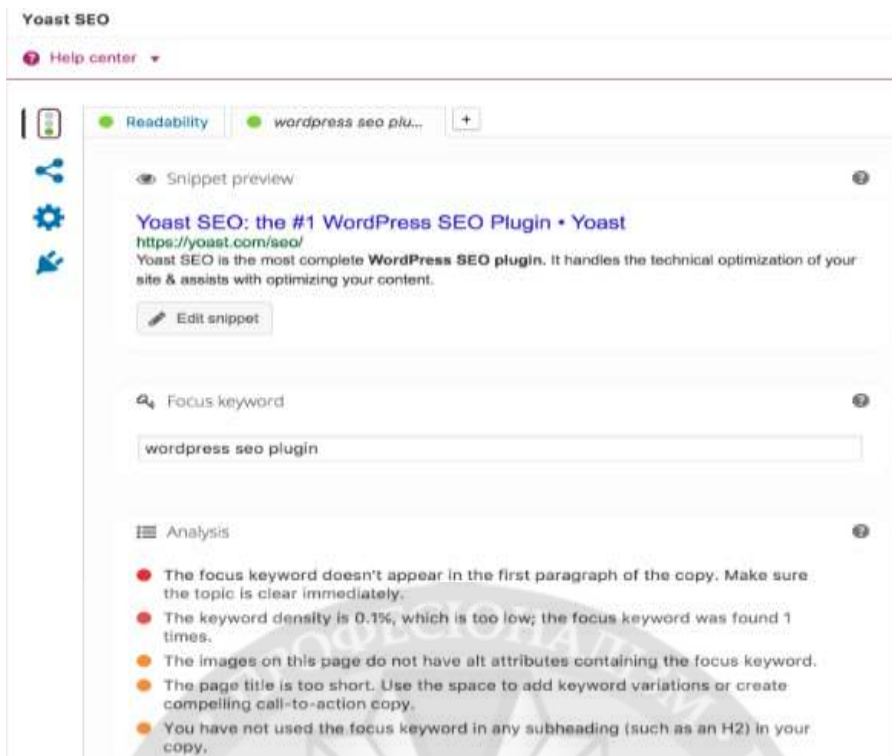 Yoast SEO
Help center
Readability
wordpress seo plu...
+
Snippet preview
Yoast SEO: the #1 WordPress SEO Plugin • Yoast
https://yoast.com/seo/
Yoast SEO is the most complete WordPress SEO plugin. It handles the technical optimization of your
site & assists with optimizing your content.
Edit snippet
Focus keyword
wordpress seo plugin
Analysis
The focus keyword doesn't appear in the first paragraph of the copy. Make sure
the topic is clear immediately.
The keyword density is 0.1%, which is too low; the focus keyword was found 1
times.
The images on this page do not have alt attributes containing the focus keyword.
The page title is too short. Use the space to add keyword variations or create
compelling call-to-action copy.
You have not used the focus keyword in any subheading (such as an H2) in your
copy.